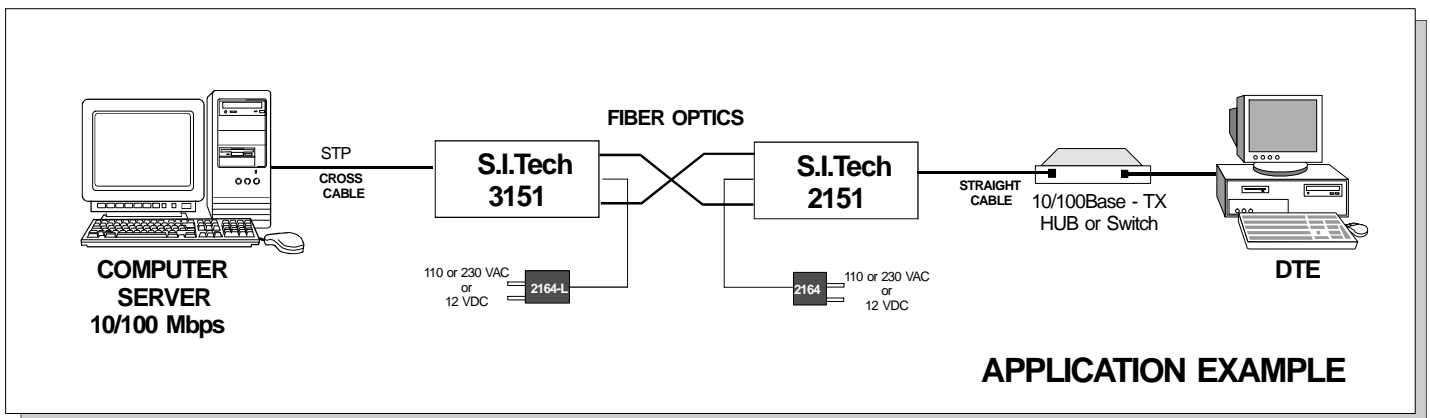 FIBER OPTICS
STP
CROSS
CABLE
S.I.Tech
3151
S.I.Tech
2151
STRAIGHT
CABLE
10/100Base - TX
HUB or Switch
COMPUTER
SERVER
10/100 Mbps
110 or 230 VAC
or
12 VDC
2164-L
2164
110 or 230 VAC
or
12 VDC
DTE
APPLICATION EXAMPLE